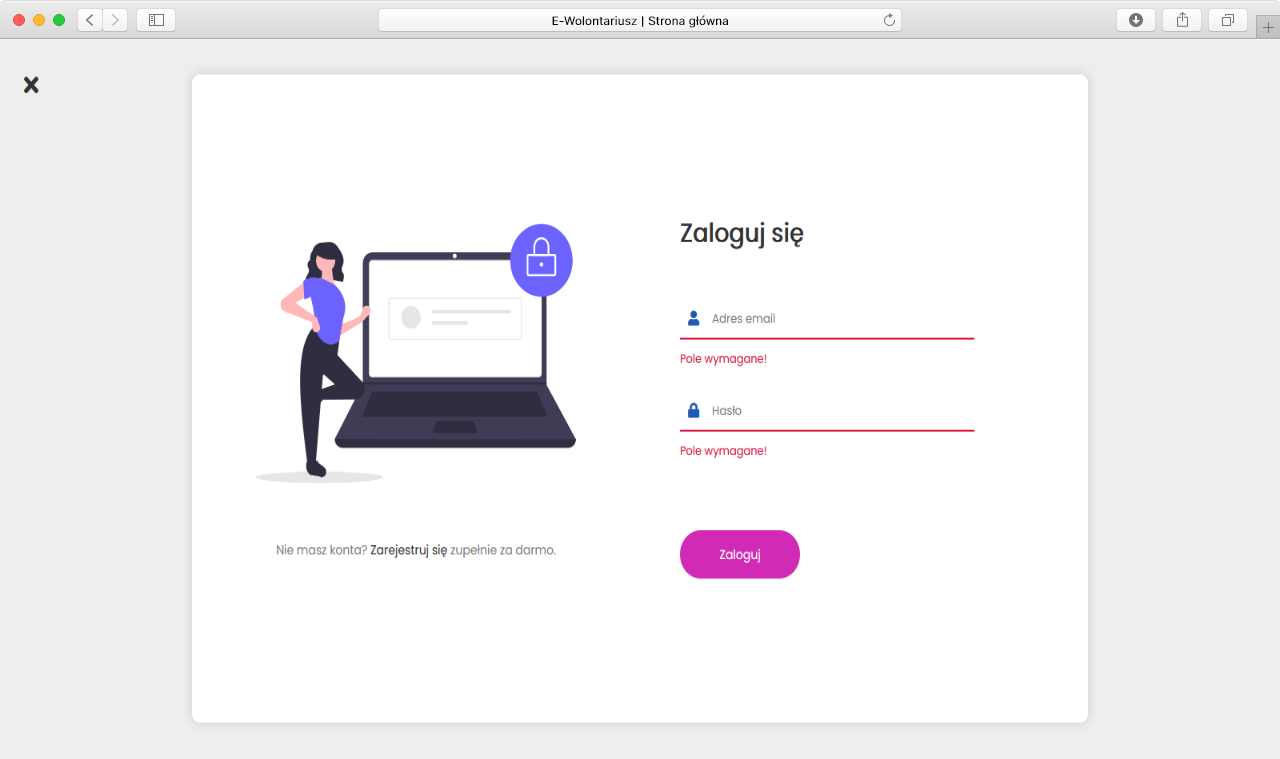 E-Wolontariusz | Strona główna
Zaloguj się
Adres email
Pole wymagane!
Hasło
Pole wymagane!
Nie masz konta? Zarejestruj się zupełnie za darmo.
Zaloguj